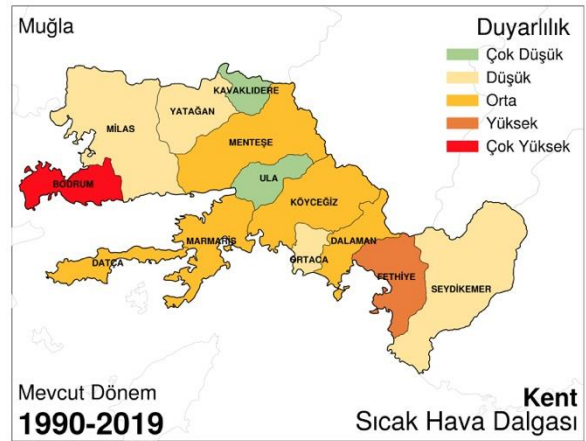 Muğla
Duyarlılık
Çok Düşük
Düşük
Orta
Yüksek
Çok Yüksek
KAVAKLIDERE
YATAĞAN
MİLAS
MENTEŞE
BODRUM
ULA
KÖYCEĞİZ
MARMARİS
DALAMAN
ORTACA
DATÇA
FETHİYE
SEYDİKEMER
Mevcut Dönem
1990-2019
Kent
Sıcak Hava Dalgası